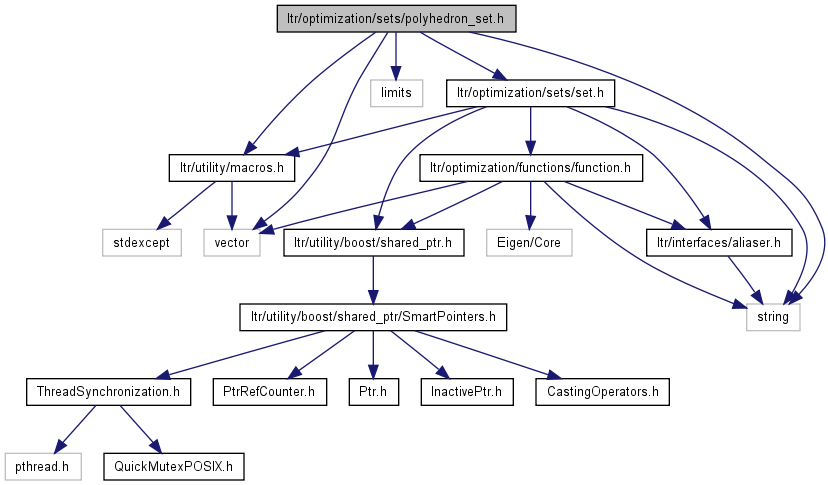 ltr/optimization/sets/polyhedron_set.h
limits
ltr/optimization/sets/set.h
ltr/utility/macros.h
ltr/optimization/functions/function.h
stdexcept
vector
ltr/utility/boost/shared_ptr.h
Eigen/Core
ltr/interfaces/aliaser.h
ltr/utility/boost/shared_ptr/SmartPointers.h
string
ThreadSynchronization.h
PtrRefCounter.h
Ptr.h
InactivePtr.h
CastingOperators.h
pthread.h
QuickMutexPOSIX.h